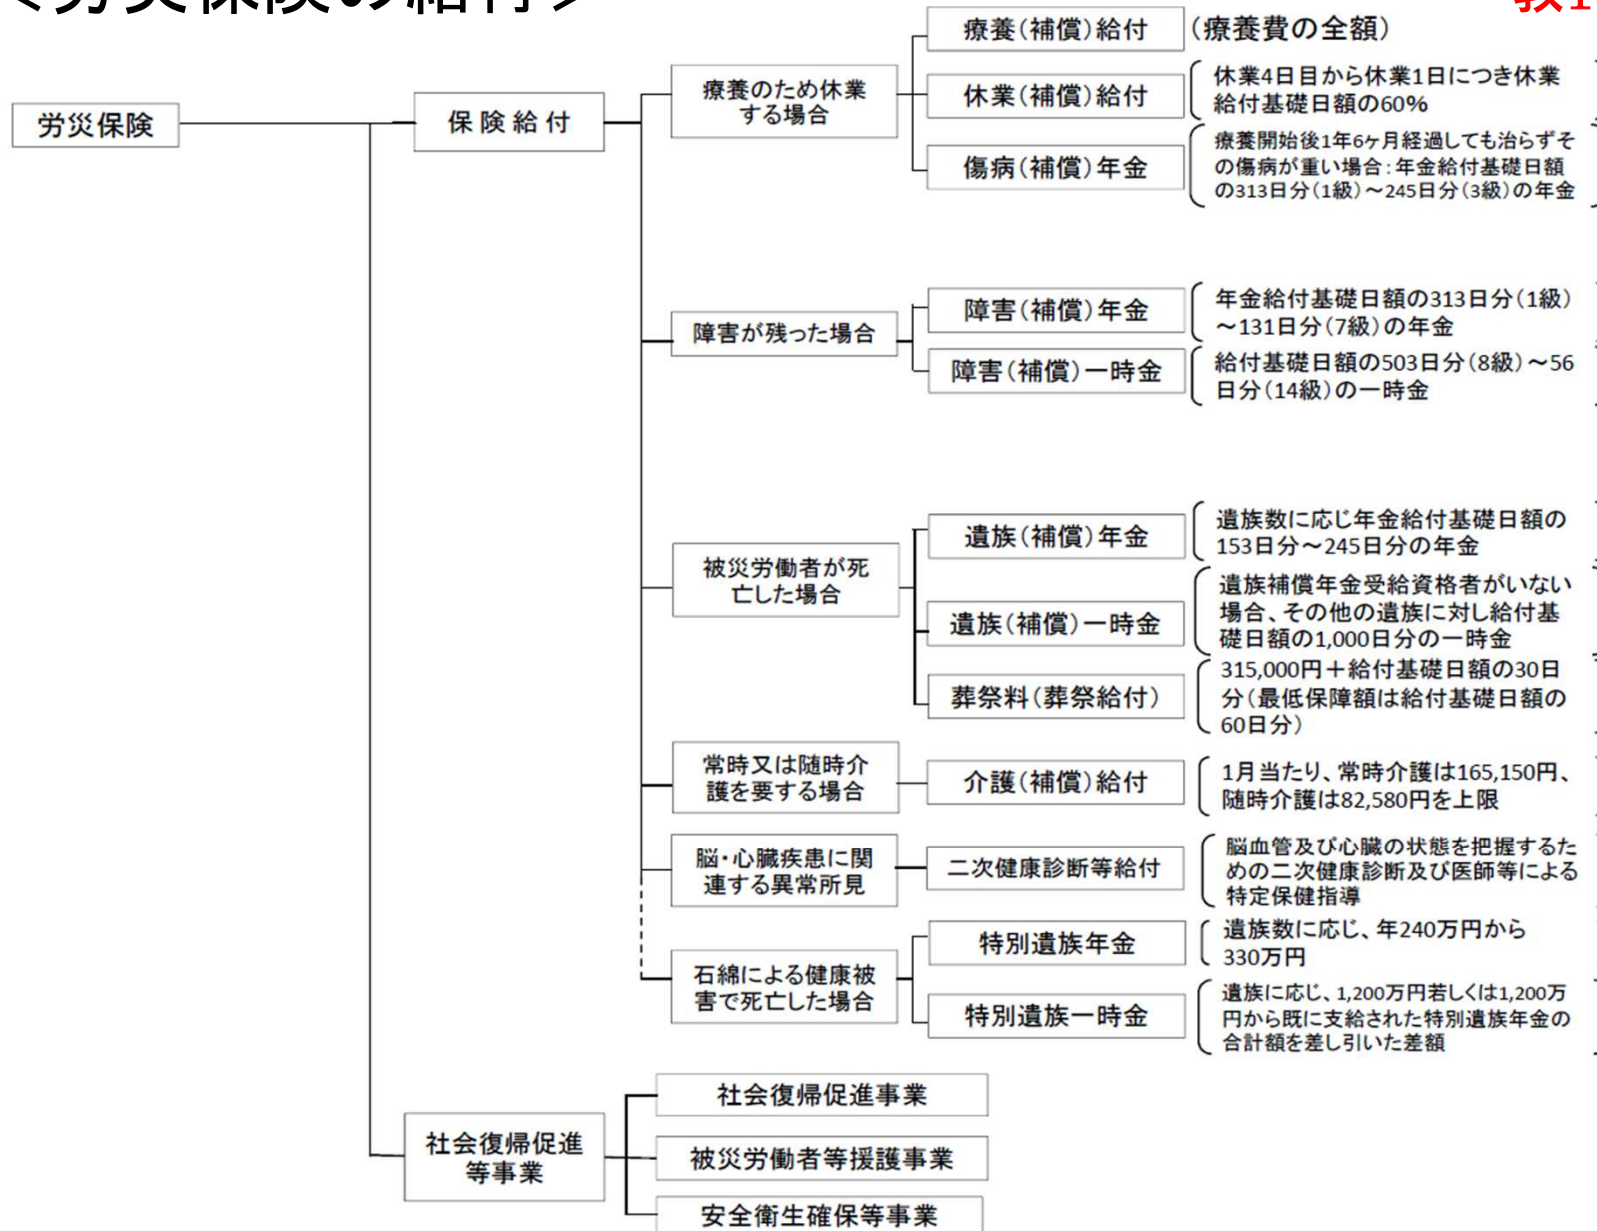 <労災保険の給付>
教1
労災保険
保険給付
療養のため休業
する場合
療養(補償)給付
(療養費の全額)
休業(補償)給付
休業4日目から休業1日につき休業
給付基礎日額の60%
傷病(補償)年金
療養開始後1年6ヶ月経過しても治らずそ
の傷病が重い場合:年金給付基礎日額
の313日分(1級)～245日分(3級)の年金
障害が残った場合
障害(補償)年金
年金給付基礎日額の313日分(1級)
～131日分(7級)の年金
障害(補償)一時金
給付基礎日額の503日分(8級)～56
日分(14級)の一時金
被災労働者が死
亡した場合
遺族(補償)年金
遺族数に応じ年金給付基礎日額の
153日分～245日分の年金
遺族(補償)一時金
遺族補償年金受給資格者がいない
場合、その他の遺族に対し給付基
礎日額の1,000日分の一時金
葬祭料(葬祭給付)
315,000円+給付基礎日額の30日
分(最低保障額は給付基礎日額の
60日分)
常時又は随時介
護を要する場合
介護(補償)給付
1月当たり、常時介護は165,150円、
随時介護は82,580円を上限
脳・心臓疾患に関
連する異常所見
二次健康診断等給付
脳血管及び心臓の状態を把握するた
めの二次健康診断及び医師等による
特定保健指導
石綿による健康被
害で死亡した場合
特別遺族年金
遺族数に応じ、年240万円から
330万円
特別遺族一時金
遺族に応じ、1,200万円若しくは1,200万
円から既に支給された特別遺族年金の
合計額を差し引いた差額
社会復帰促進
等事業
社会復帰促進事業
被災労働者等援護事業
安全衛生確保等事業